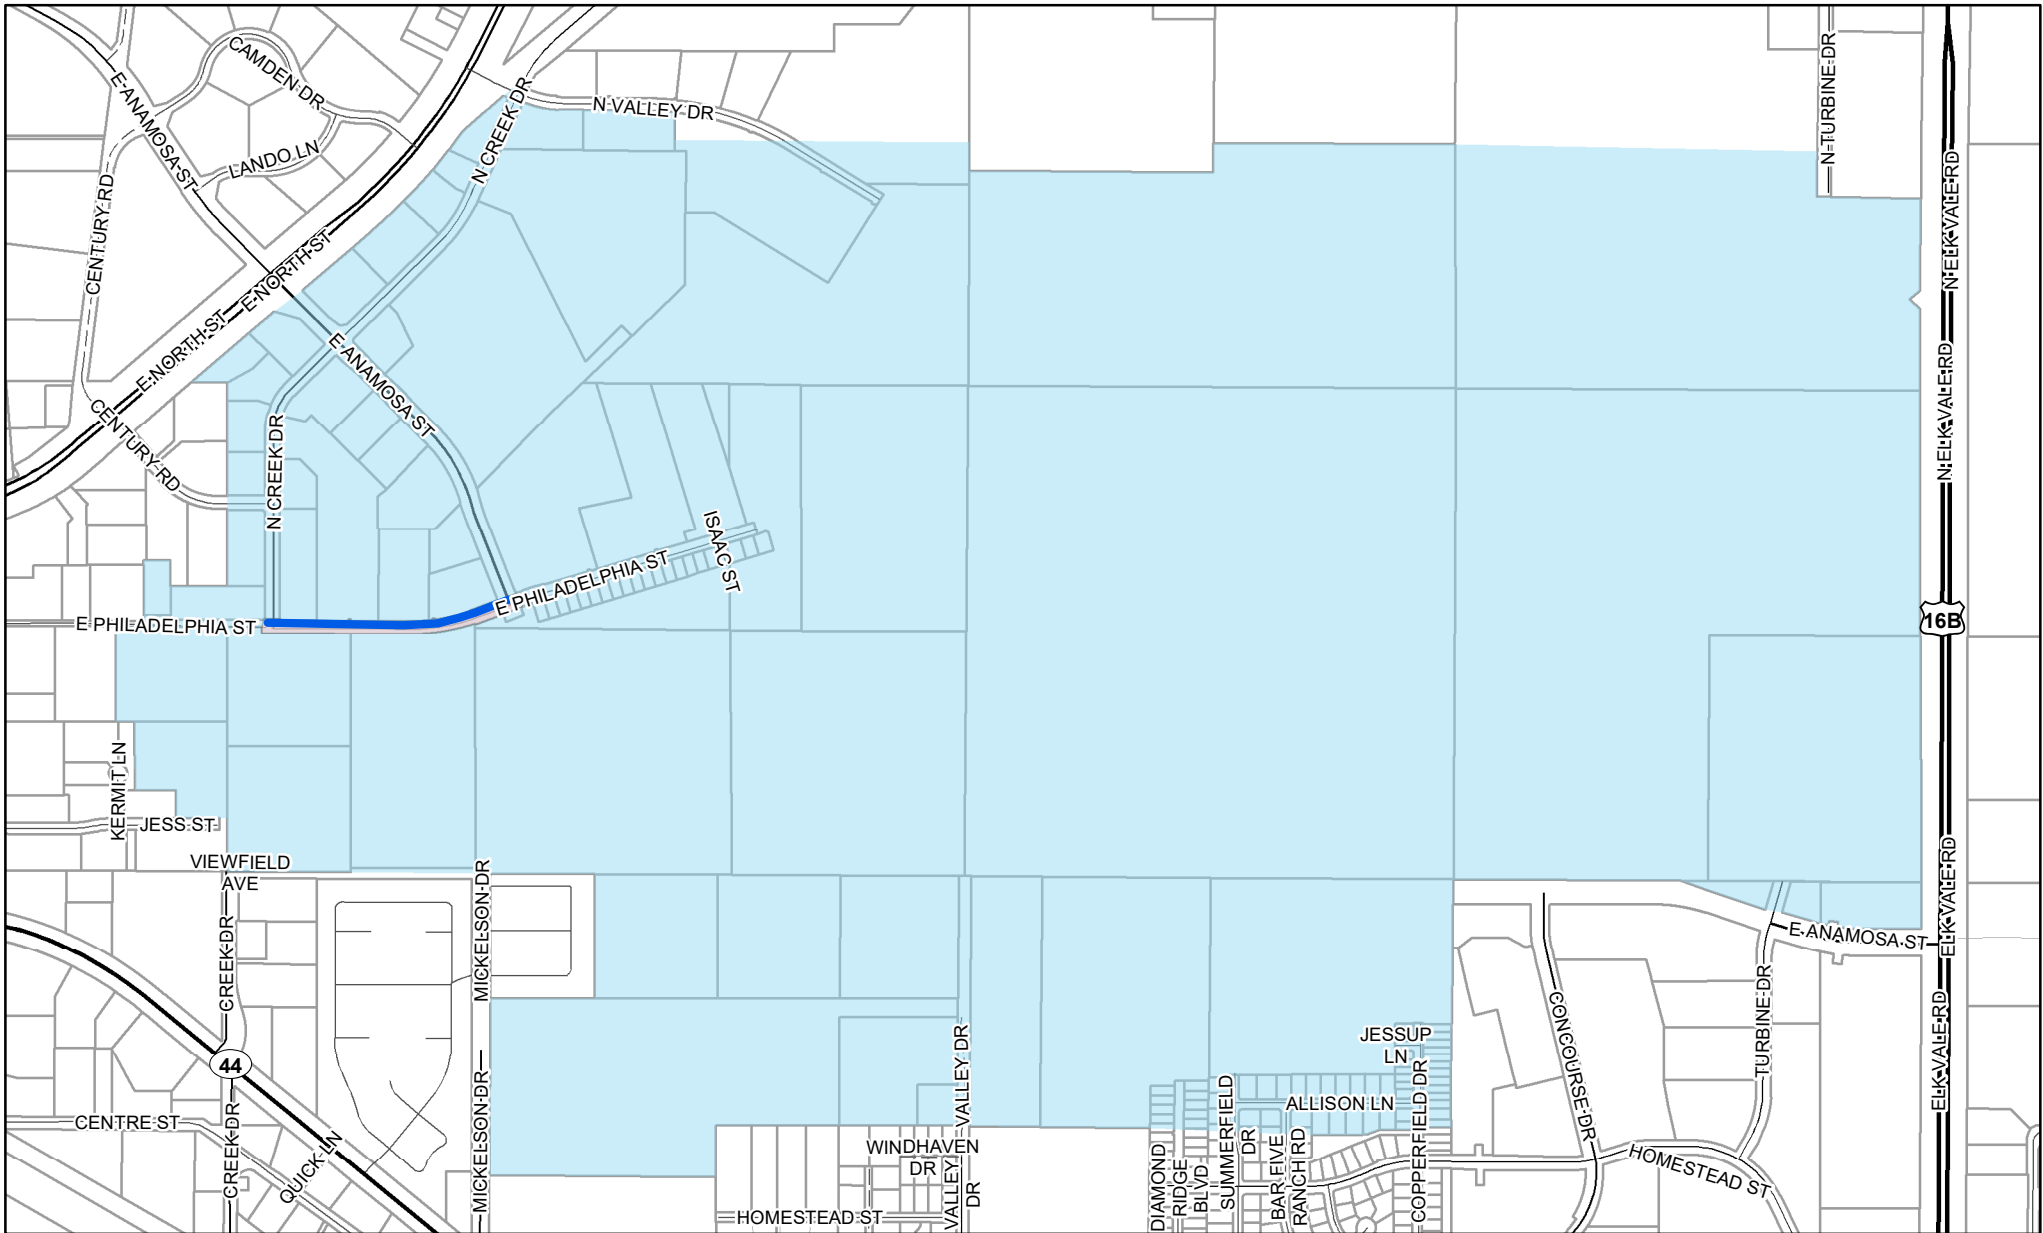 CAMDEN DR
E ANAMOSA ST
N VALLEY DR
N CREEK DR
N TURBINE DR
LANDO LN
CENTURY RD
E NORTH ST
E NORTH ST
N ELK VALE RD
N ELK VALE RD
E ANAMOSA ST
CENTURY RD
N CREEK DR
N ELK VALE RD
ISAAC ST
E PHILADELPHIA ST
E PHILADELPHIA ST
16B
KERMIT LN
JESS ST
VIEWFIELD
AVE
MICKELSON DR
CREEK DR
ELK VALE RD
E ANAMOSA ST
44
MICKELSON DR
VALLEY DR
JESSUP
LN
CONCOURSE DR
TURBINE DR
ELK VALE RD
CENTRE ST
CREEK DR
QUICK LN
ALLISON LN
COPPERFIELD DR
WINDHAVEN
DR
VALLEY
DR
DIAMOND
RIDGE
BLVD
SUMMERFIELD
DR
BAR FIVE
RANCH RD
HOMESTEAD ST
HOMESTEAD ST